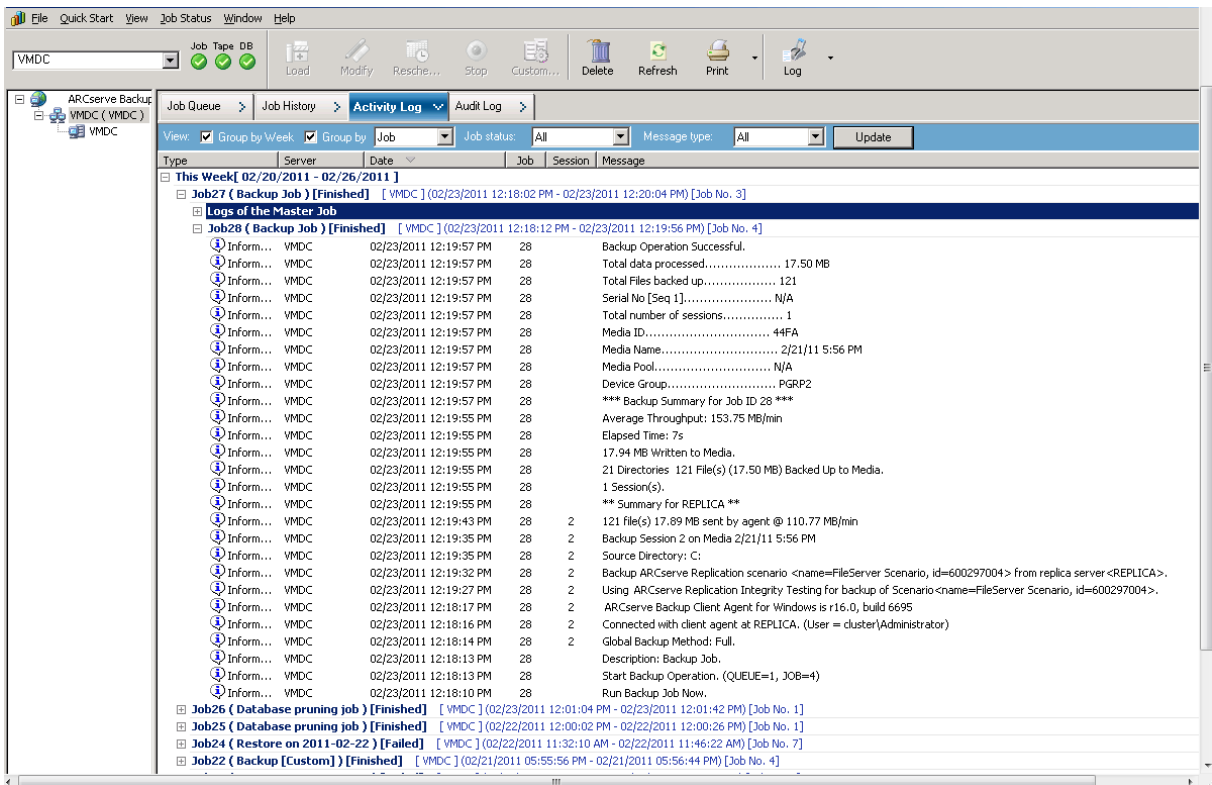 File Quick Start View Job Status Window Help
VMDC
Job Tape DB
Load Modify Resche... Stop Custom... Delete Refresh Print Log
ARCserve Backup
VMDC ( VMDC )
VMDC
Job Queue > Job History > Activity Log Audit Log >
View: Group by Week Group by Job Job status: All Message type: All Update
Type Server Date Job Session Message
This Week[ 02/20/2011 - 02/26/2011 ]
Job27 ( Backup Job ) [Finished] [ VMDC ] (02/23/2011 12:18:02 PM - 02/23/2011 12:20:04 PM) [Job No. 3]
Logs of the Master Job
Job28 ( Backup Job ) [Finished] [ VMDC ] (02/23/2011 12:18:12 PM - 02/23/2011 12:19:56 PM) [Job No. 4]
Inform... VMDC 02/23/2011 12:19:57 PM 28 Backup Operation Successful.
Inform... VMDC 02/23/2011 12:19:57 PM 28 Total data processed.................. 17.50 MB
Inform... VMDC 02/23/2011 12:19:57 PM 28 Total Files backed up................. 121
Inform... VMDC 02/23/2011 12:19:57 PM 28 Serial No [Seq 1]..................... N/A
Inform... VMDC 02/23/2011 12:19:57 PM 28 Total number of sessions.............. 1
Inform... VMDC 02/23/2011 12:19:57 PM 28 Media ID.............................. 44FA
Inform... VMDC 02/23/2011 12:19:57 PM 28 Media Name............................ 2/21/11 5:56 PM
Inform... VMDC 02/23/2011 12:19:57 PM 28 Media Pool............................ N/A
Inform... VMDC 02/23/2011 12:19:57 PM 28 Device Group.......................... PGRP2
Inform... VMDC 02/23/2011 12:19:57 PM 28 *** Backup Summary for Job ID 28 ***
Inform... VMDC 02/23/2011 12:19:55 PM 28 Average Throughput: 153.75 MB/min
Inform... VMDC 02/23/2011 12:19:55 PM 28 Elapsed Time: 7s
Inform... VMDC 02/23/2011 12:19:55 PM 28 17.94 MB Written to Media.
Inform... VMDC 02/23/2011 12:19:55 PM 28 21 Directories 121 File(s) (17.50 MB) Backed Up to Media.
Inform... VMDC 02/23/2011 12:19:55 PM 28 1 Session(s).
Inform... VMDC 02/23/2011 12:19:55 PM 28 ** Summary for REPLICA **
Inform... VMDC 02/23/2011 12:19:43 PM 28 2 121 file(s) 17.89 MB sent by agent @ 110.77 MB/min
Inform... VMDC 02/23/2011 12:19:35 PM 28 2 Backup Session 2 on Media 2/21/11 5:56 PM
Inform... VMDC 02/23/2011 12:19:35 PM 28 2 Source Directory: C:
Inform... VMDC 02/23/2011 12:19:32 PM 28 2 Backup ARCserve Replication scenario <name=FileServer Scenario, id=600297004> from replica server<REPLICA>.
Inform... VMDC 02/23/2011 12:19:27 PM 28 2 Using ARCserve Replication Integrity Testing for backup of Scenario<name=FileServer Scenario, id=600297004>.
Inform... VMDC 02/23/2011 12:18:17 PM 28 2 ARCserve Backup Client Agent for Windows is r16.0, build 6695
Inform... VMDC 02/23/2011 12:18:16 PM 28 2 Connected with client agent at REPLICA. (User = cluster\Administrator)
Inform... VMDC 02/23/2011 12:18:14 PM 28 2 Global Backup Method: Full.
Inform... VMDC 02/23/2011 12:18:13 PM 28 Description: Backup Job.
Inform... VMDC 02/23/2011 12:18:13 PM 28 Start Backup Operation. (QUEUE=1, JOB=4)
Inform... VMDC 02/23/2011 12:18:10 PM 28 Run Backup Job Now.
Job26 ( Database pruning job ) [Finished] [ VMDC ] (02/23/2011 12:01:04 PM - 02/23/2011 12:01:42 PM) [Job No. 1]
Job25 ( Database pruning job ) [Finished] [ VMDC ] (02/22/2011 12:00:02 PM - 02/22/2011 12:00:26 PM) [Job No. 1]
Job24 ( Restore on 2011-02-22 ) [Failed] [ VMDC ] (02/22/2011 11:32:10 AM - 02/22/2011 11:46:22 AM) [Job No. 7]
Job22 ( Backup [Custom] ) [Finished] [ VMDC ] (02/21/2011 05:55:56 PM - 02/21/2011 05:56:44 PM) [Job No. 4]